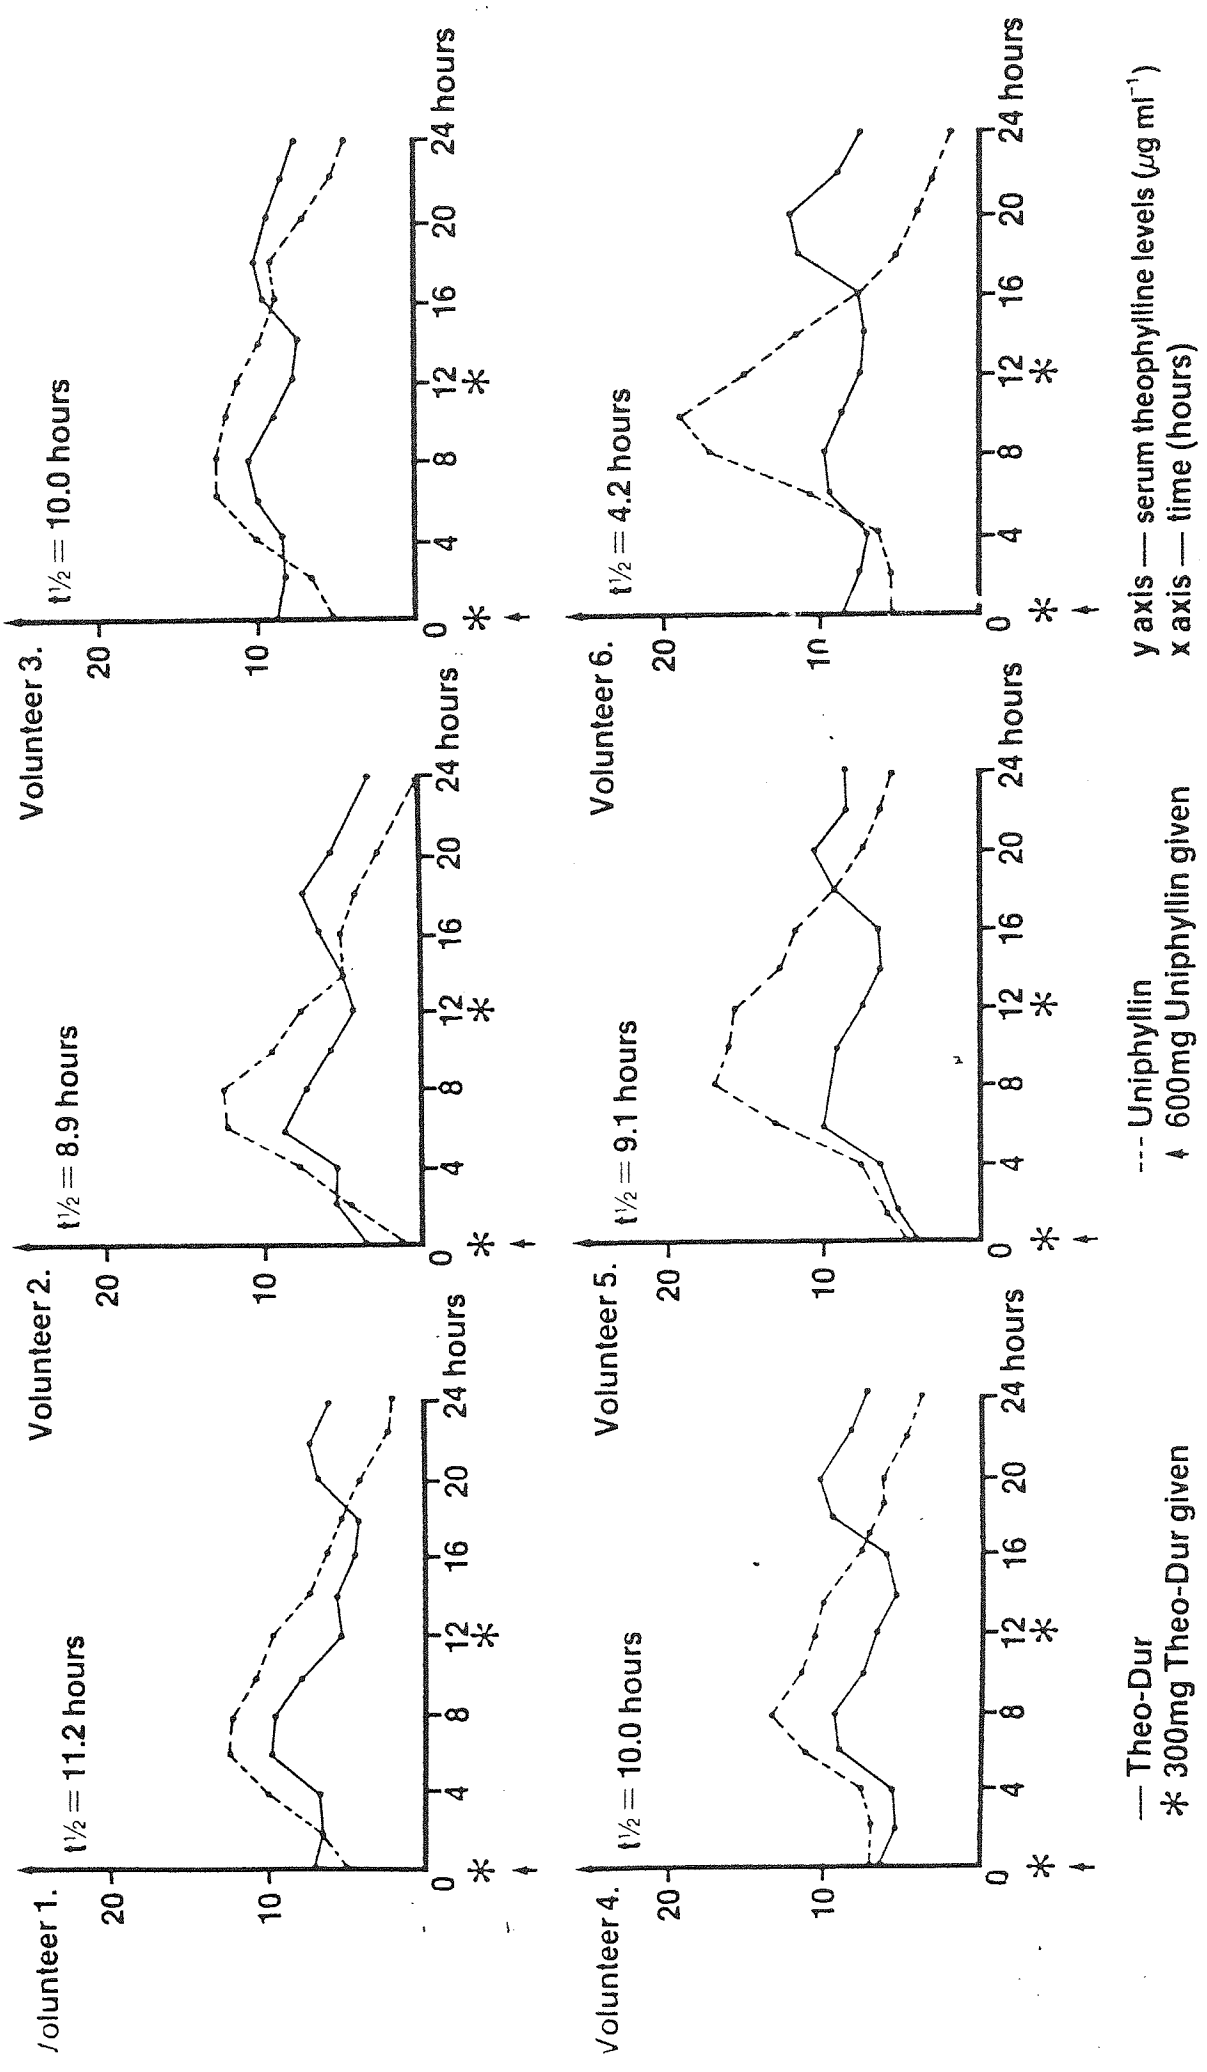 Volunteer 1.
t½ = 11.2 hours
20
10
0
4
8
12
16
20
24 hours
*
*
Volunteer 2.
t½ = 8.9 hours
20
10
0
4
8
12
16
20
24 hours
*
*
Volunteer 3.
t½ = 10.0 hours
20
10
0
4
8
12
16
20
24 hours
*
*
Volunteer 4.
t½ = 10.0 hours
20
10
0
4
8
12
16
20
24 hours
*
*
Volunteer 5.
t½ = 9.1 hours
20
10
0
4
8
12
16
20
24 hours
*
*
Volunteer 6.
t½ = 4.2 hours
20
10
0
4
8
12
16
20
24 hours
*
*
— Theo-Dur
* 300mg Theo-Dur given
--- Uniphyllin
↑ 600mg Uniphyllin given
y axis — serum theophylline levels (µg ml⁻¹)
x axis — time (hours)